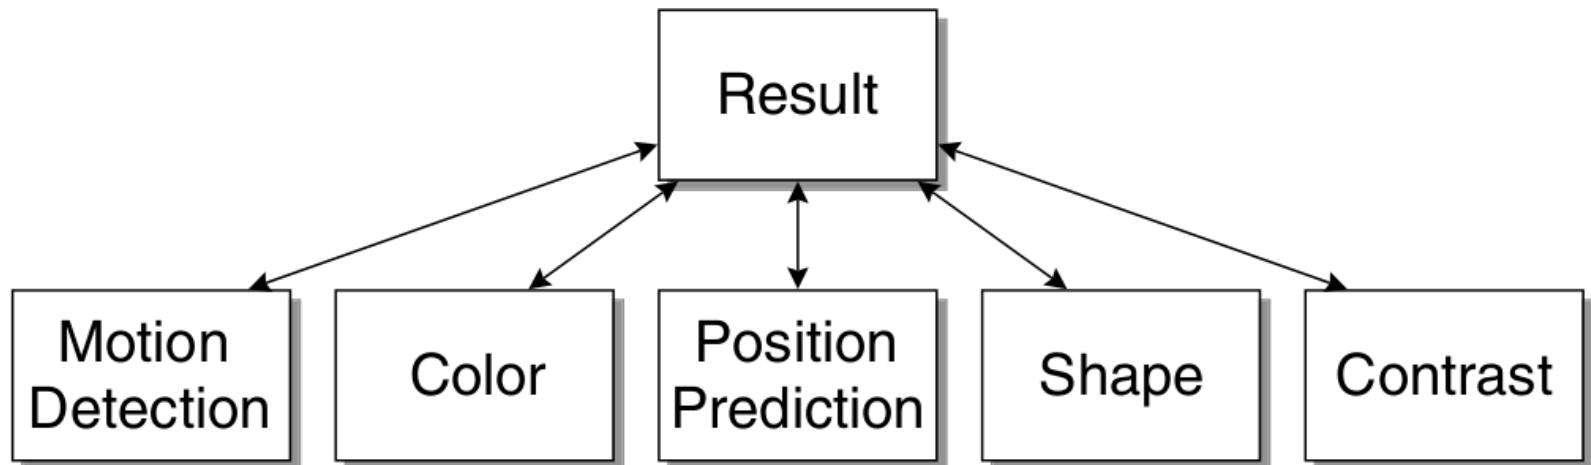 Result
Motion
Detection
Color
Position
Prediction
Shape
Contrast